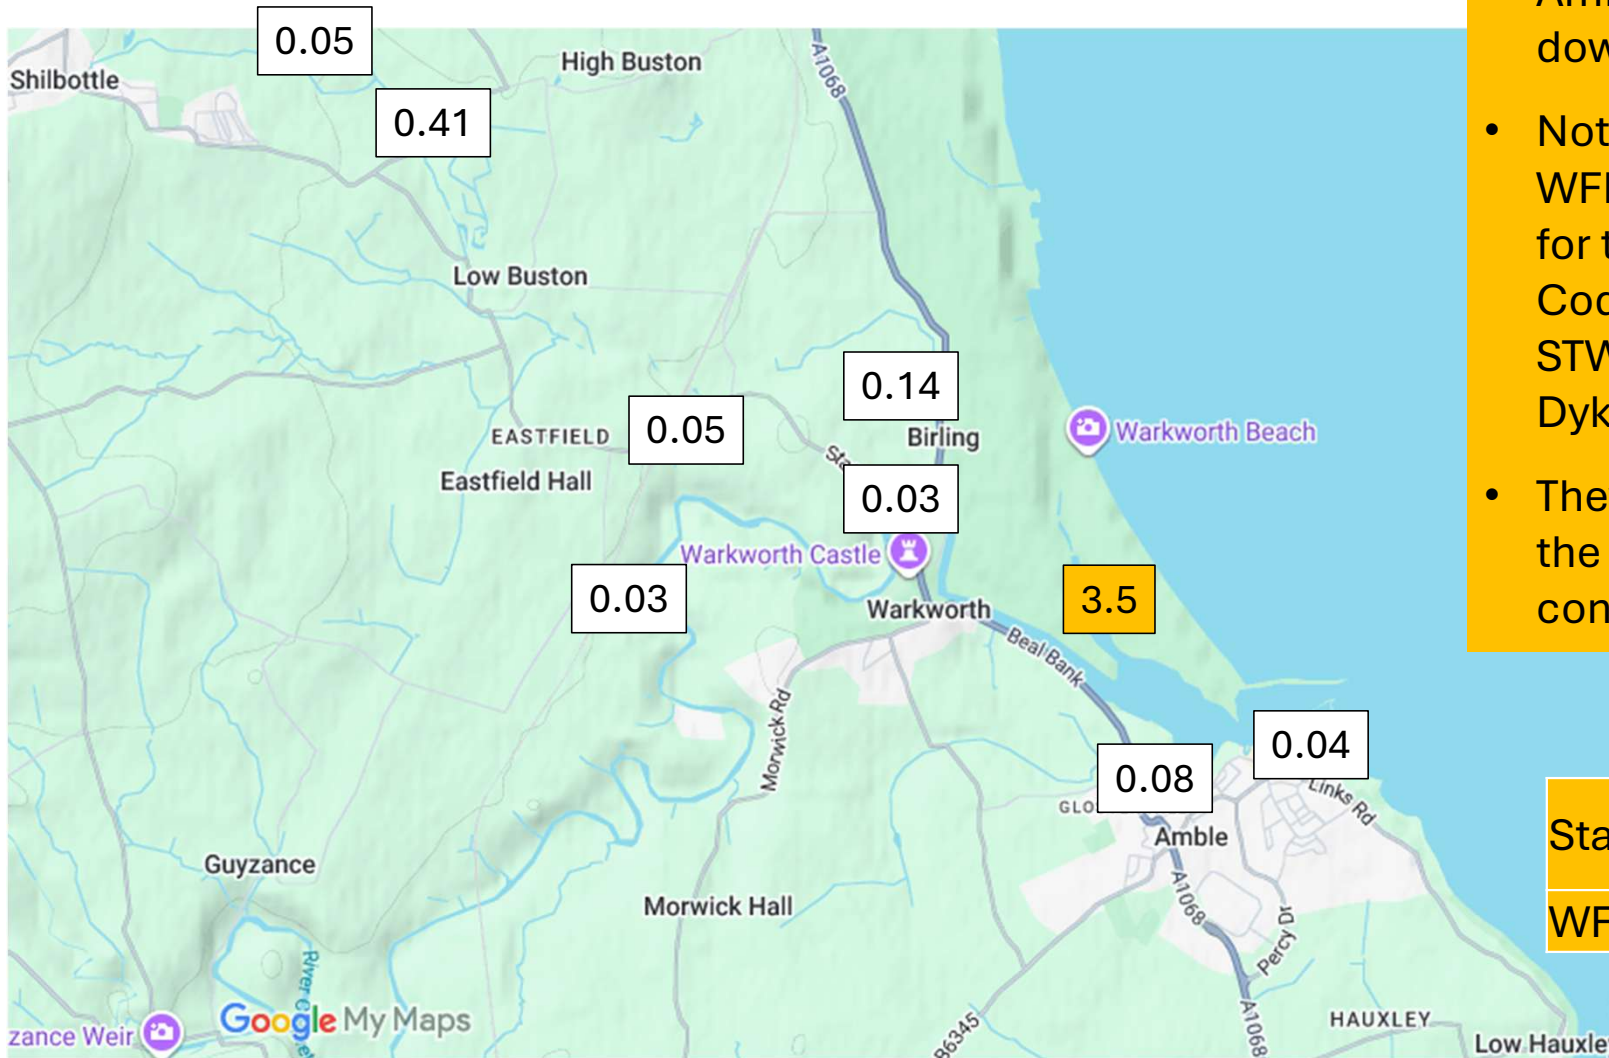 0.05
Shilbottle
High Buston
A1068
0.41
Low Buston
0.14
0.05
EASTFIELD
Birling
Warkworth Beach
Eastfield Hall
0.03
Warkworth Castle
0.03
Warkworth
3.5
Beal Bank
Morwick Rd
0.04
0.08
Links Rd
Amble
Guyzance
Morwick Hall
A1068
Percy Dr
River
Google My Maps
zance Weir
B6345
A1068
HAUXLEY
Low Hauxle
dow
• Not
WF
for t
STW
Dyk
• The
the
con
Sta
WF